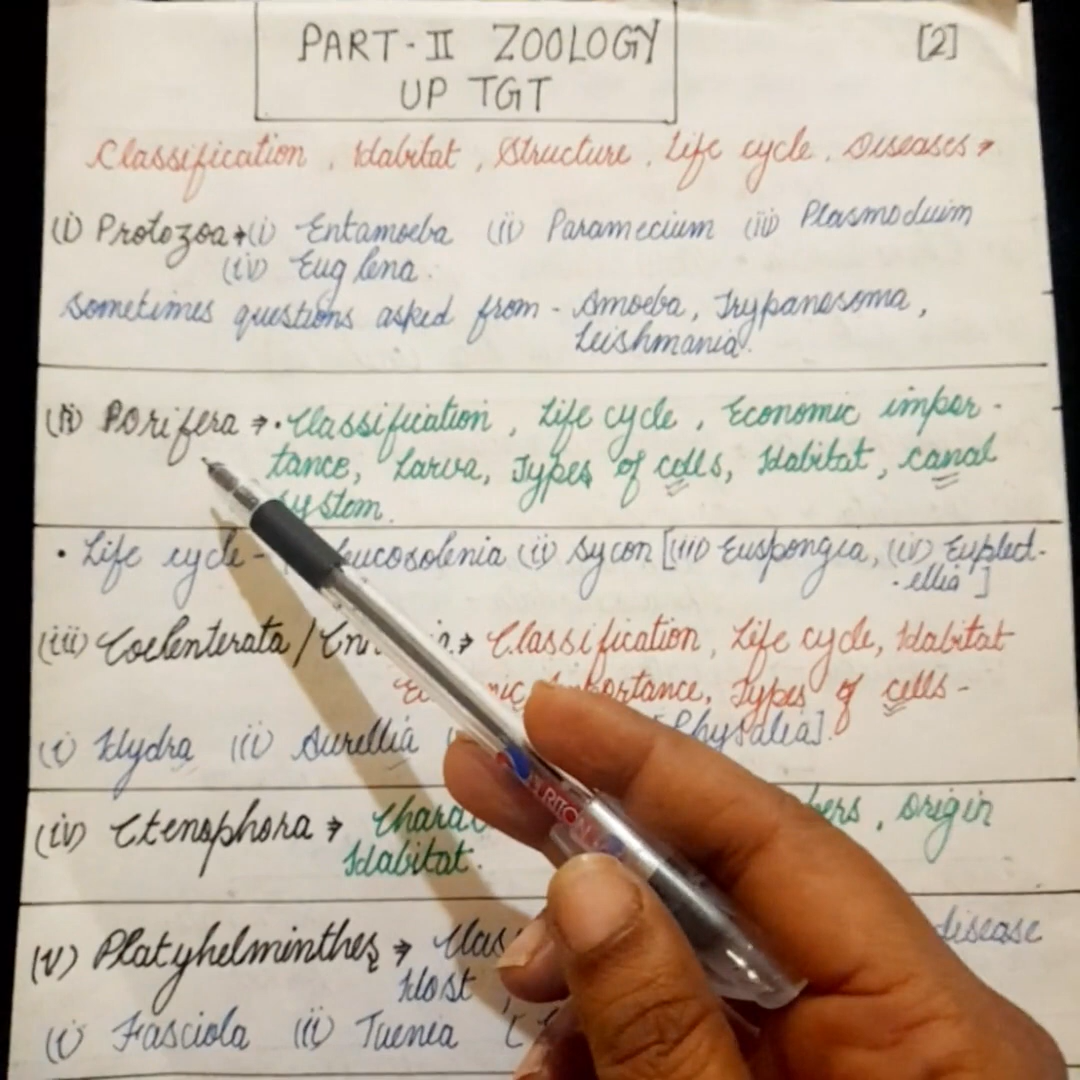 PART-II ZOOLOGY [2]
UP TGT
Classification, Habitat, Structure, Life cycle, Diseases →
(i) Protozoa → (i) Entamoeba (ii) Paramecium (iii) Plasmoduim
(iv) Euglena.
Sometimes questions asked from - Amoeba, Trypanosoma,
Leishmania.
(ii) Porifera → • Classification, Life cycle, Economic impor-
tance, Larva, Types of cells, Habitat, canal
system.
• Life cycle - (ii) Sycon [(iii) Euspongia, (iv) Euplect-
-ellia]
(iii) Coelenterata / → Classification, Life cycle, Habitat
Importance, Types of cells -
(i) Hydra (ii) Aurellia [Physalia].
(iv) Ctenophora → , origin
Habitat.
(v) Platyhelminthes → disease
Host
(i) Fasciola (ii) Taenia